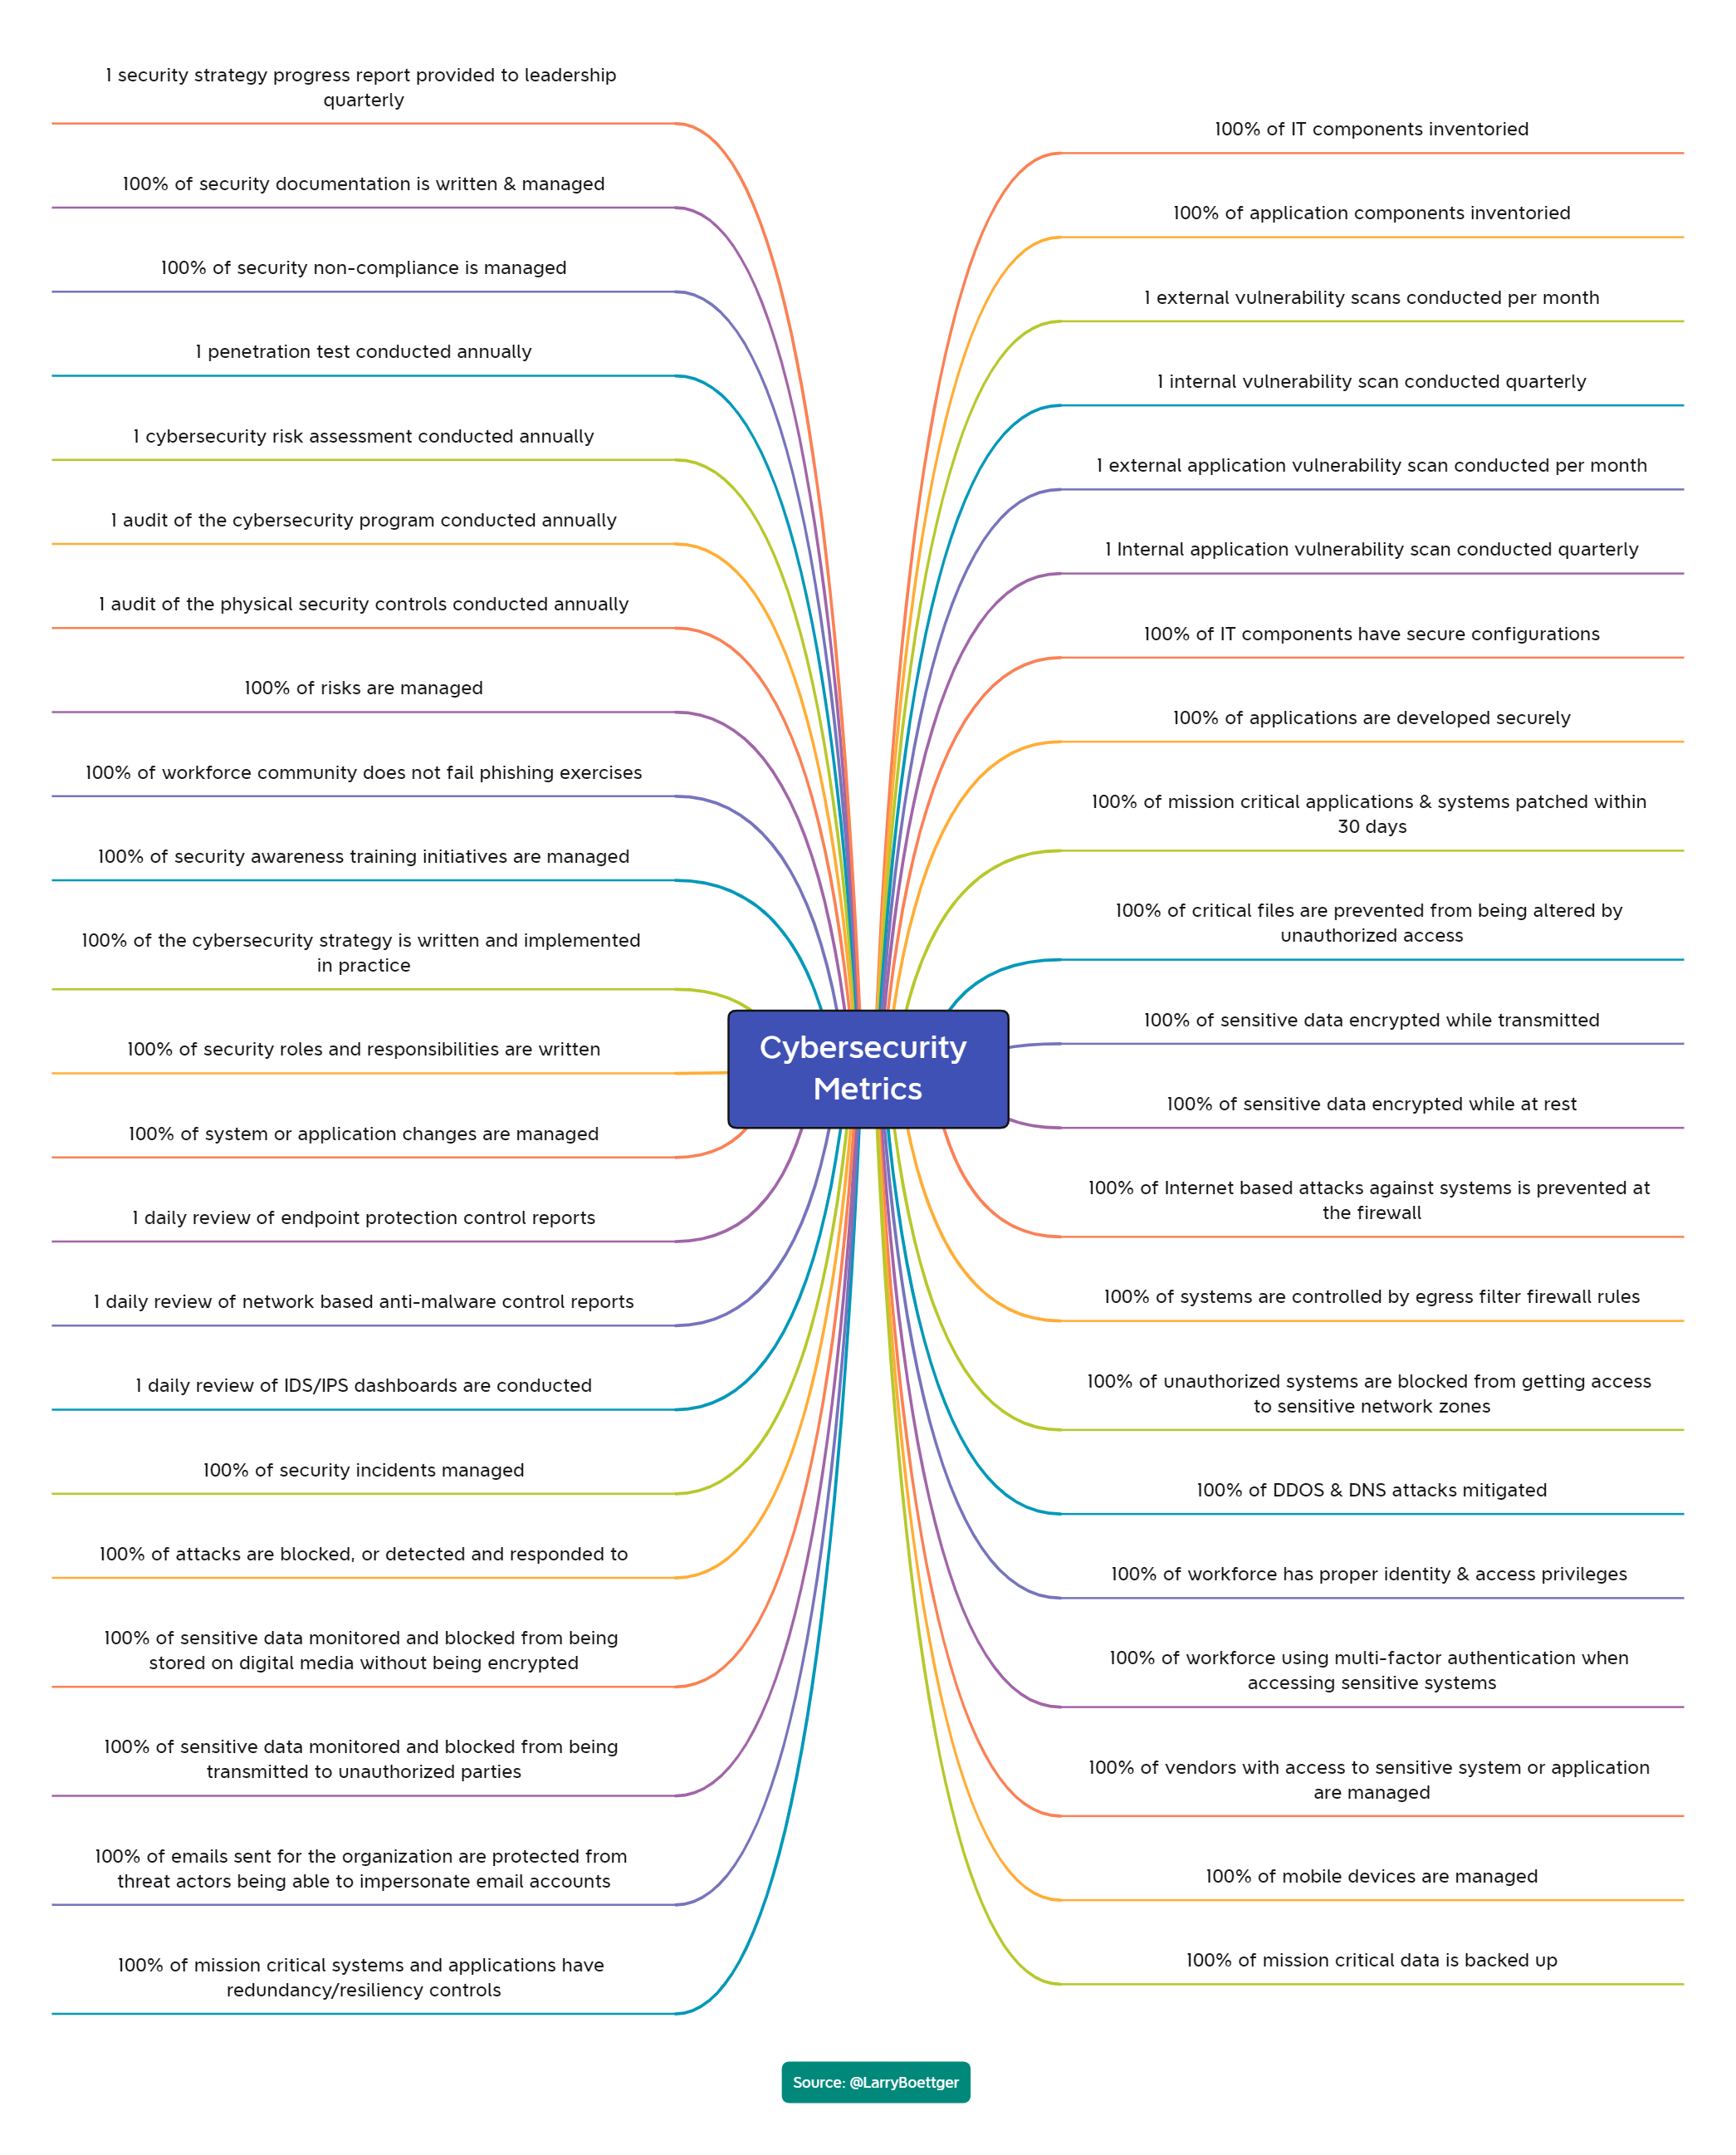 1 security strategy progress report provided to leadership
quarterly
100% of security documentation is written & managed
100% of security non-compliance is managed
1 penetration test conducted annually
1 cybersecurity risk assessment conducted annually
1 audit of the cybersecurity program conducted annually
1 audit of the physical security controls conducted annually
100% of risks are managed
100% of workforce community does not fail phishing exercises
100% of security awareness training initiatives are managed
100% of the cybersecurity strategy is written and implemented
in practice
100% of security roles and responsibilities are written
100% of system or application changes are managed
1 daily review of endpoint protection control reports
1 daily review of network based anti-malware control reports
1 daily review of IDS/IPS dashboards are conducted
100% of security incidents managed
100% of attacks are blocked, or detected and responded to
100% of sensitive data monitored and blocked from being
stored on digital media without being encrypted
100% of sensitive data monitored and blocked from being
transmitted to unauthorized parties
100% of emails sent for the organization are protected from
threat actors being able to impersonate email accounts
100% of mission critical systems and applications have
redundancy/resiliency controls
Cybersecurity
Metrics
100% of IT components inventoried
100% of application components inventoried
1 external vulnerability scans conducted per month
1 internal vulnerability scan conducted quarterly
1 external application vulnerability scan conducted per month
1 Internal application vulnerability scan conducted quarterly
100% of IT components have secure configurations
100% of applications are developed securely
100% of mission critical applications & systems patched within
30 days
100% of critical files are prevented from being altered by
unauthorized access
100% of sensitive data encrypted while transmitted
100% of sensitive data encrypted while at rest
100% of Internet based attacks against systems is prevented at
the firewall
100% of systems are controlled by egress filter firewall rules
100% of unauthorized systems are blocked from getting access
to sensitive network zones
100% of DDOS & DNS attacks mitigated
100% of workforce has proper identity & access privileges
100% of workforce using multi-factor authentication when
accessing sensitive systems
100% of vendors with access to sensitive system or application
are managed
100% of mobile devices are managed
100% of mission critical data is backed up
Source: @LarryBoettger